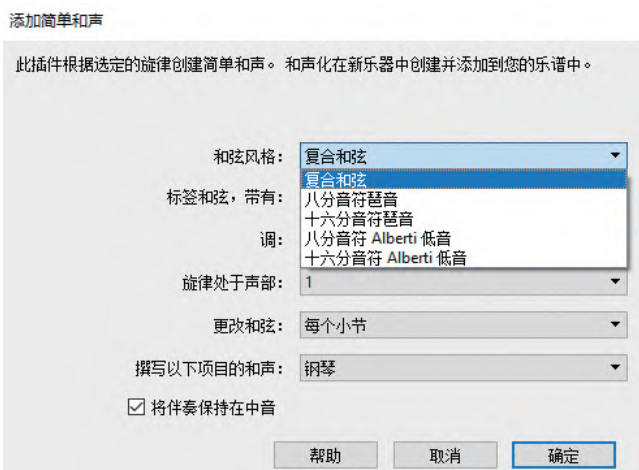 添加简单和声
此插件根据选定的旋律创建简单和声。和声化在新乐器中创建并添加到您的乐谱中。
和弦风格： 复合和弦
复合和弦
标签和弦，带有： 八分音符琶音
十六分音符琶音
调： 八分音符 Alberti 低音
十六分音符 Alberti 低音
旋律处于声部： 1
更改和弦： 每个小节
撰写以下项目的和声： 钢琴
将伴奏保持在中音
帮助 取消 确定